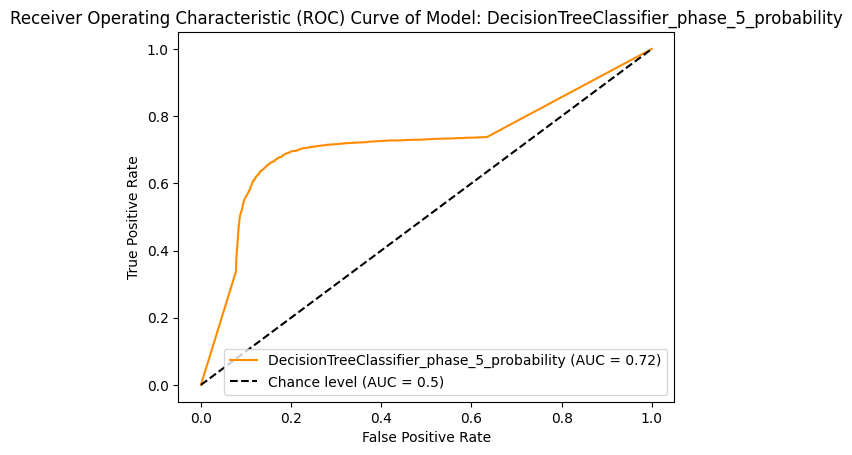 Receiver Operating Characteristic (ROC) Curve of Model: DecisionTreeClassifier_phase_5_probability
1.0
0.8
0.6
0.4
0.2
0.0
True Positive Rate
DecisionTreeClassifier_phase_5_probability (AUC = 0.72)
Chance level (AUC = 0.5)
0.0 0.2 0.4 0.6 0.8 1.0
False Positive Rate